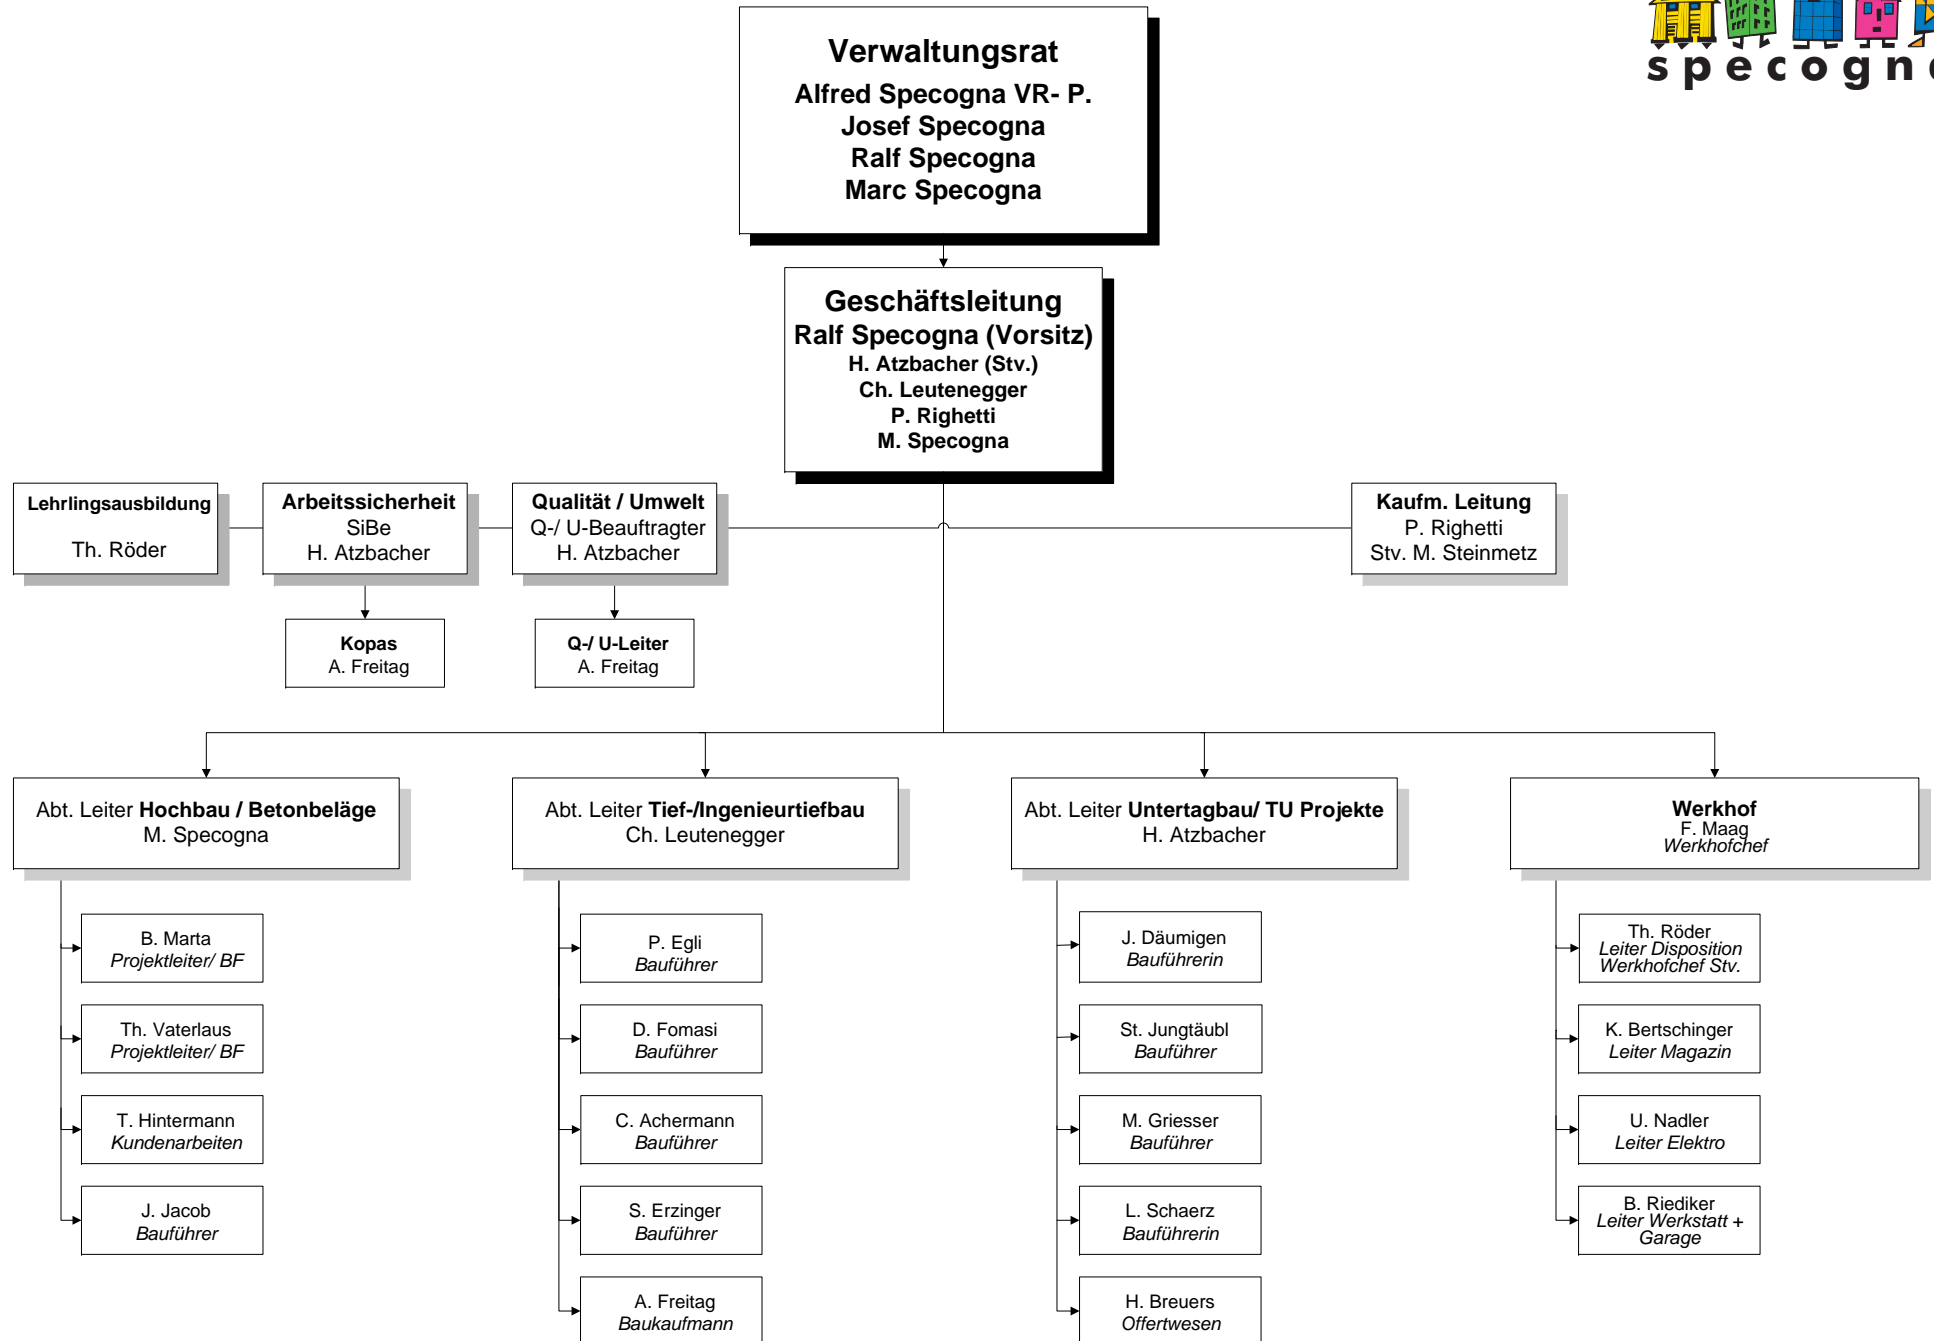 specogna
Verwaltungsrat
Alfred Specogna VR- P.
Josef Specogna
Ralf Specogna
Marc Specogna
Geschäftsleitung
Ralf Specogna (Vorsitz)
H. Atzbacher (Stv.)
Ch. Leutenegger
P. Righetti
M. Specogna
Lehrlingsausbildung
Th. Röder
Arbeitssicherheit
SiBe
H. Atzbacher
Qualität / Umwelt
Q-/ U-Beauftragter
H. Atzbacher
Kaufm. Leitung
P. Righetti
Stv. M. Steinmetz
Kopas
A. Freitag
Q-/ U-Leiter
A. Freitag
Abt. Leiter Hochbau / Betonbeläge
M. Specogna
B. Marta
Projektleiter/ BF
Th. Vaterlaus
Projektleiter/ BF
T. Hintermann
Kundenarbeiten
J. Jacob
Bauführer
Abt. Leiter Tief-/Ingenieurtiefbau
Ch. Leutenegger
P. Egli
Bauführer
D. Fomasi
Bauführer
C. Achermann
Bauführer
S. Erzinger
Bauführer
A. Freitag
Baukaufmann
Abt. Leiter Untertagbau/ TU Projekte
H. Atzbacher
J. Däumigen
Bauführerin
St. Jungtäubl
Bauführer
M. Griesser
Bauführer
L. Schaerz
Bauführerin
H. Breuers
Offertwesen
Werkhof
F. Maag
Werkhofchef
Th. Röder
Leiter Disposition
Werkhofchef Stv.
K. Bertschinger
Leiter Magazin
U. Nadler
Leiter Elektro
B. Riediker
Leiter Werkstatt +
Garage